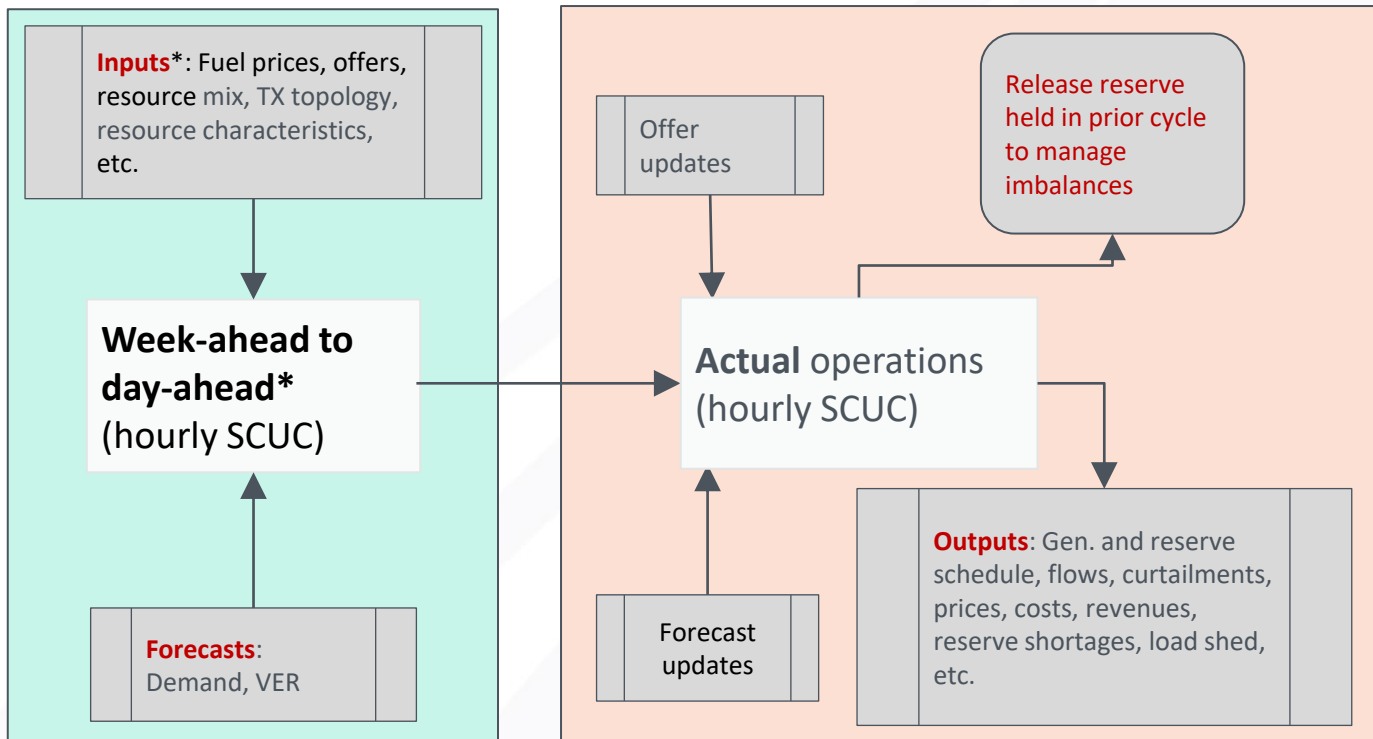 Inputs*: Fuel prices, offers,
resource mix, TX topology,
resource characteristics,
etc.
Week-ahead to
day-ahead*
(hourly SCUC)
Forecasts:
Demand, VER
Offer
updates
Release reserve
held in prior cycle
to manage
imbalances
Actual operations
(hourly SCUC)
Forecast
updates
Outputs: Gen. and reserve
schedule, flows, curtailments,
prices, costs, revenues,
reserve shortages, load shed,
etc.